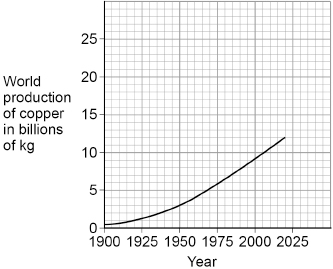 25
20
World
production
of copper
in billions
of kg
15
10
5
0
1900 1925 1950 1975 2000 2025
Year